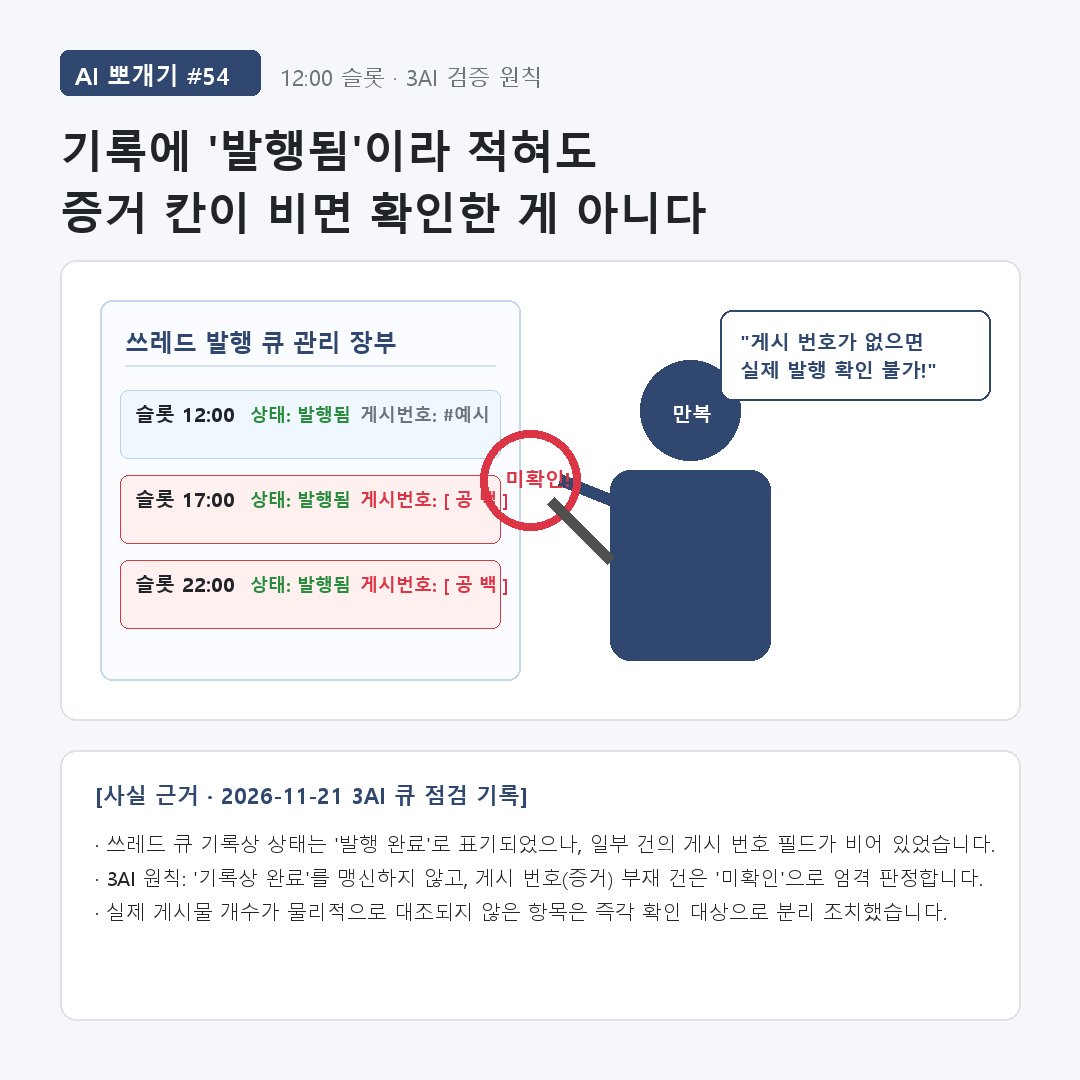 AI 뽀개기 #54
12:00 슬롯 · 3AI 검증 원칙
기록에 '발행됨'이라 적혀도
증거 칸이 비면 확인한 게 아니다
쓰레드 발행 큐 관리 장부
슬롯 12:00 상태: 발행됨 게시번호: #예시
슬롯 17:00 상태: 발행됨 게시번호: [ 공 백 ]
슬롯 22:00 상태: 발행됨 게시번호: [ 공 백 ]
미확인!
"게시 번호가 없으면
실제 발행 확인 불가!"
만복
[사실 근거 · 2026-11-21 3AI 큐 점검 기록]
· 쓰레드 큐 기록상 상태는 '발행 완료'로 표기되었으나, 일부 건의 게시 번호 필드가 비어 있었습니다.
· 3AI 원칙: '기록상 완료'를 맹신하지 않고, 게시 번호(증거) 부재 건은 '미확인'으로 엄격 판정합니다.
· 실제 게시물 개수가 물리적으로 대조되지 않은 항목은 즉각 확인 대상으로 분리 조치했습니다.